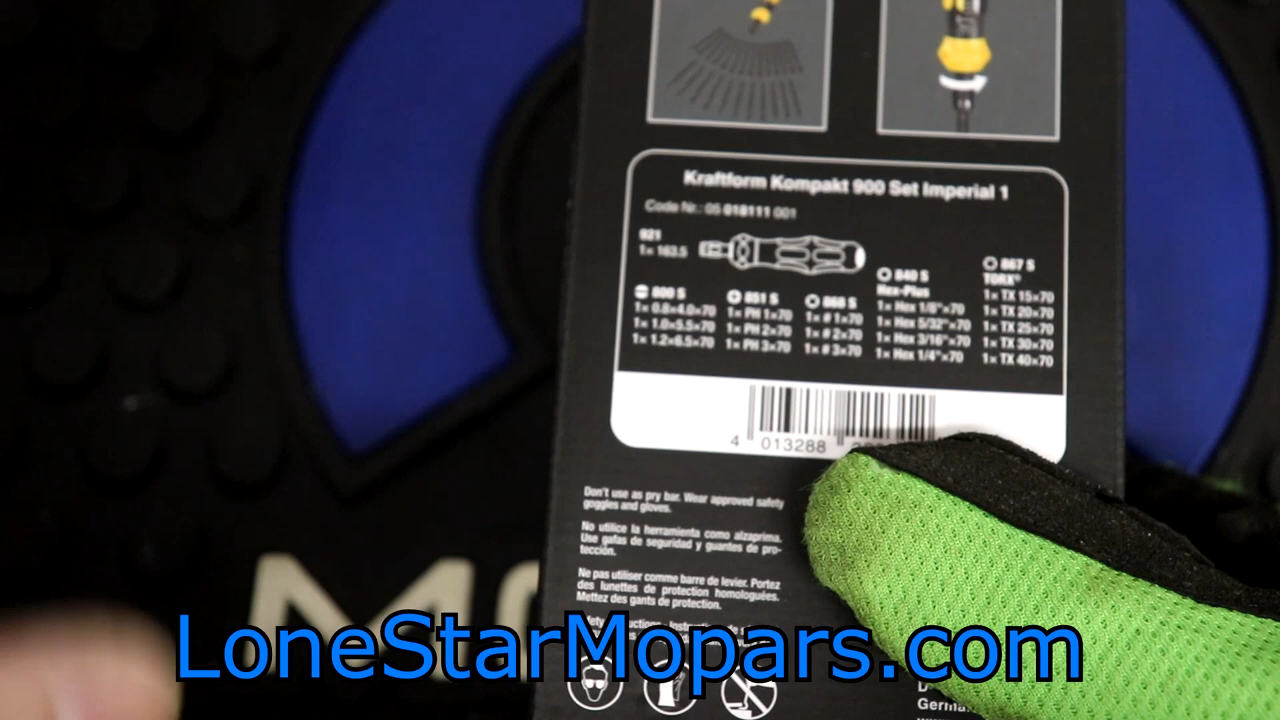 Kraftform Kompakt 900 Set Imperial 1
Code Nr.: 05 018111 001
921
1× 163.5
800 S
1× 0.8×4.0×70
1× 1.0×5.5×70
1× 1.2×6.5×70
851 S
1× PH 1×70
1× PH 2×70
1× PH 3×70
868 S
1× # 1×70
1× # 2×70
1× # 3×70
840 S
Hex-Plus
1× Hex 1/8"×70
1× Hex 5/32"×70
1× Hex 3/16"×70
1× Hex 1/4"×70
867 S
TORX®
1× TX 15×70
1× TX 20×70
1× TX 25×70
1× TX 30×70
1× TX 40×70
4 013288
Don't use as pry bar. Wear approved safety
goggles and gloves.
No utilice la herramienta como alzaprima.
Use gafas de seguridad y guantes de pro-
tección.
Ne pas utiliser comme barre de levier. Portez
des lunettes de protection homologuées.
Mettez des gants de protection.
LoneStarMopars.com